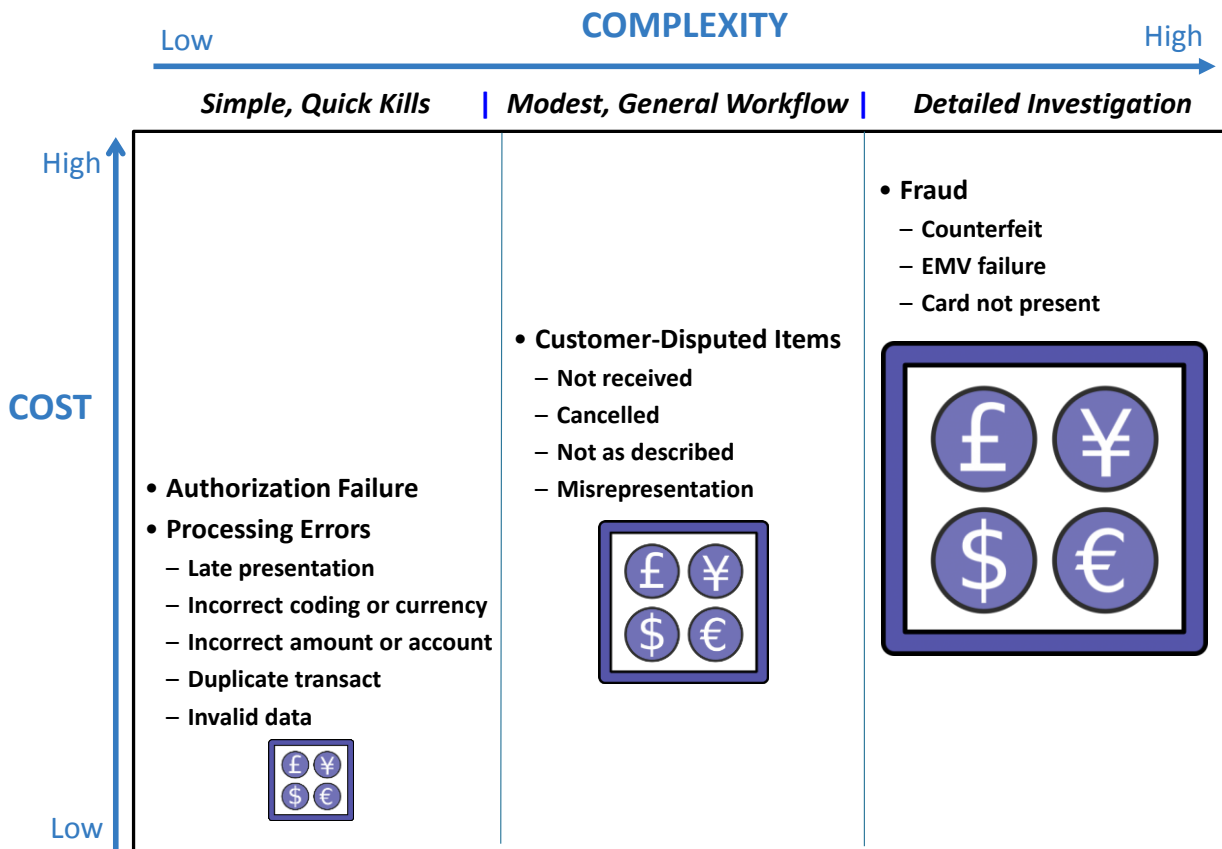 COMPLEXITY
Low
High
Simple, Quick Kills | Modest, General Workflow | Detailed Investigation
High
COST
Low
• Authorization Failure
• Processing Errors
– Late presentation
– Incorrect coding or currency
– Incorrect amount or account
– Duplicate transact
– Invalid data
£ ¥
$ €
• Customer-Disputed Items
– Not received
– Cancelled
– Not as described
– Misrepresentation
£ ¥
$ €
• Fraud
– Counterfeit
– EMV failure
– Card not present
£ ¥
$ €